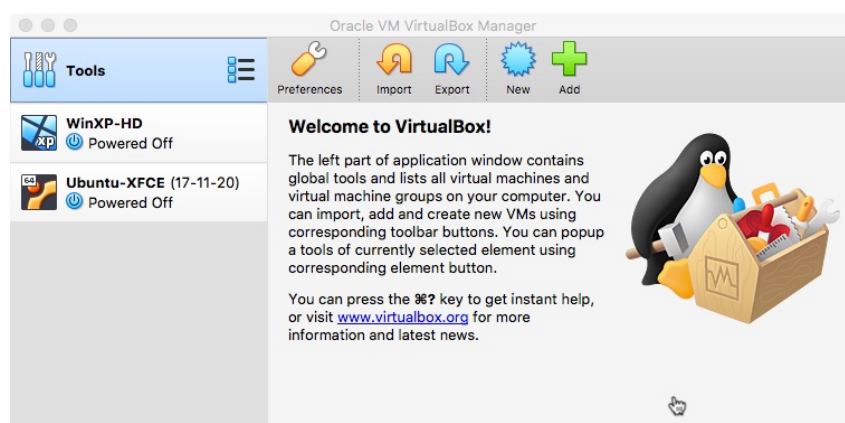 Oracle VM VirtualBox Manager
Tools
Preferences Import Export New Add
WinXP-HD
Powered Off
Ubuntu-XFCE (17-11-20)
Powered Off
XP
64
Welcome to VirtualBox!
The left part of application window contains
global tools and lists all virtual machines and
virtual machine groups on your computer. You
can import, add and create new VMs using
corresponding toolbar buttons. You can popup
a tools of currently selected element using
corresponding element button.
You can press the ⌘? key to get instant help,
or visit www.virtualbox.org for more
information and latest news.